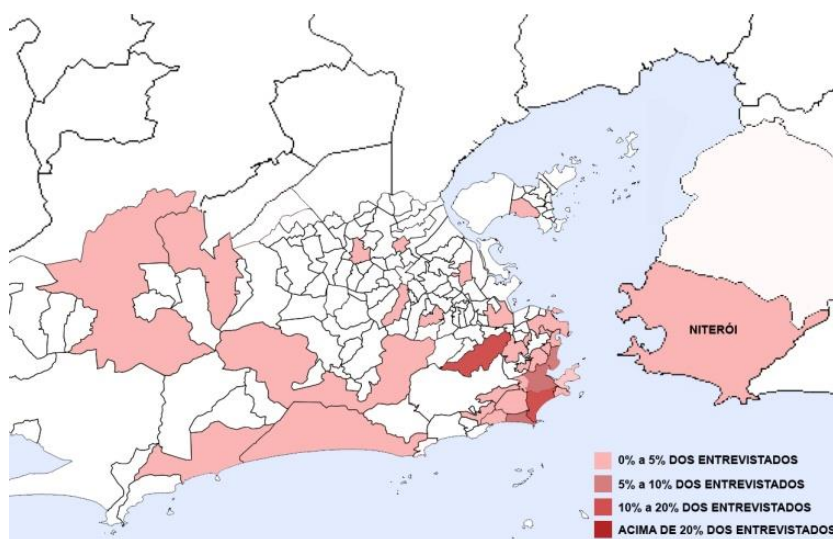 NITERÓI
0% a 5% DOS ENTREVISTADOS
5% a 10% DOS ENTREVISTADOS
10% a 20% DOS ENTREVISTADOS
ACIMA DE 20% DOS ENTREVISTADOS